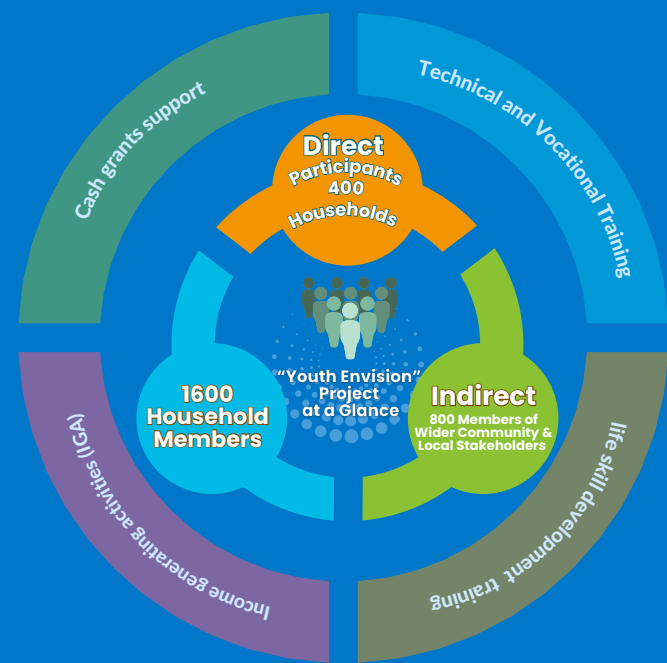 Cash grants support
Technical and Vocational Training
Direct
Participants
400
Households
“Youth Envision”
Project
at a Glance
1600
Household
Members
Indirect
800 Members of
Wider Community &
Local Stakeholders
Income generating activities (IGA)
life skill development training